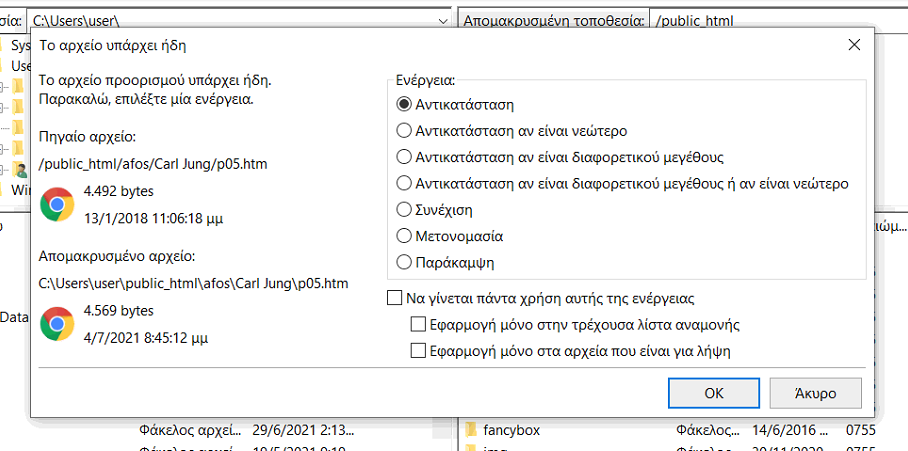 σία: C:\Users\user\ Απομακρυσμένη τοποθεσία: /public_html
Sys
Use
Win
Data
Το αρχείο υπάρχει ήδη
Το αρχείο προορισμού υπάρχει ήδη.
Παρακαλώ, επιλέξτε μία ενέργεια.
Πηγαίο αρχείο:
/public_html/afos/Carl Jung/p05.htm
4.492 bytes
13/1/2018 11:06:18 μμ
Απομακρυσμένο αρχείο:
C:\Users\user\public_html\afos\Carl Jung\p05.htm
4.569 bytes
4/7/2021 8:45:12 μμ
Ενέργεια:
Αντικατάσταση
Αντικατάσταση αν είναι νεώτερο
Αντικατάσταση αν είναι διαφορετικού μεγέθους
Αντικατάσταση αν είναι διαφορετικού μεγέθους ή αν είναι νεώτερο
Συνέχιση
Μετονομασία
Παράκαμψη
Να γίνεται πάντα χρήση αυτής της ενέργειας
Εφαρμογή μόνο στην τρέχουσα λίστα αναμονής
Εφαρμογή μόνο στα αρχεία που είναι για λήψη
OK Άκυρο
Φάκελος αρχεί... 29/6/2021 2:13... fancybox Φάκελος... 14/6/2016 ... 0755